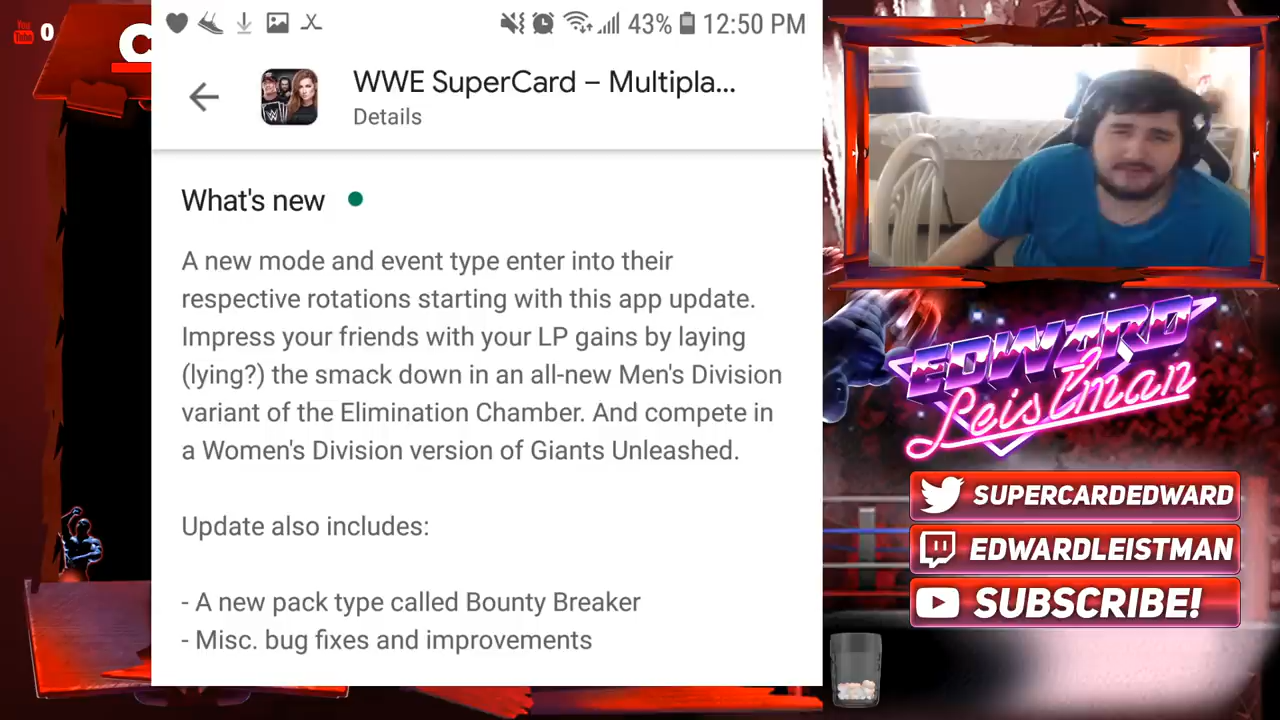 You Tube 0
C
43% 12:50 PM
WWE SuperCard – Multipla...
Details
What's new
A new mode and event type enter into their
respective rotations starting with this app update.
Impress your friends with your LP gains by laying
(lying?) the smack down in an all-new Men's Division
variant of the Elimination Chamber. And compete in
a Women's Division version of Giants Unleashed.
Update also includes:
- A new pack type called Bounty Breaker
- Misc. bug fixes and improvements
EDWARD
Leistman
SUPERCARDEDWARD
EDWARDLEISTMAN
SUBSCRIBE!